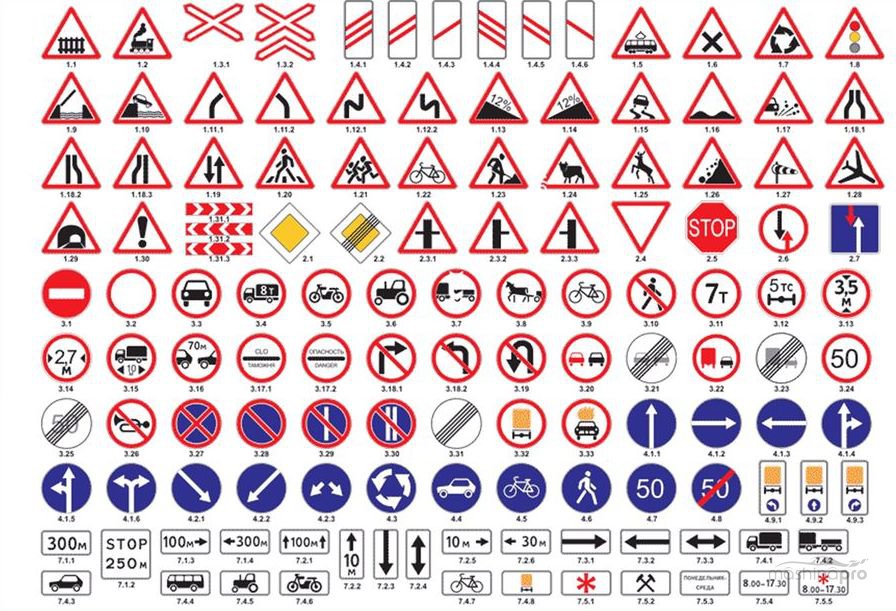 1.1 1.2 1.3.1 1.3.2 1.4.1 1.4.2 1.4.3 1.4.4 1.4.5 1.4.6 1.5 1.6 1.7 1.8
12% 12%
1.9 1.10 1.11.1 1.11.2 1.12.1 1.12.2 1.13 1.14 1.15 1.16 1.17 1.18.1
1.18.2 1.18.3 1.19 1.20 1.21 1.22 1.23 1.24 1.25 1.26 1.27 1.28
1.31.1
1.31.2
STOP
1.29 1.30 1.31.3 2.1 2.2 2.3.1 2.3.2 2.3.3 2.4 2.5 2.6 2.7
8т 7т 5тс 3,5 м
3.1 3.2 3.3 3.4 3.5 3.6 3.7 3.8 3.9 3.10 3.11 3.12 3.13
2,7 м 70м CLO ТАМОЖНЯ ОПАСНОСТЬ DANGER 50
3.14 3.15 3.16 3.17.1 3.17.2 3.18.1 3.18.2 3.19 3.20 3.21 3.22 3.23 3.24
50
3.25 3.26 3.27 3.28 3.29 3.30 3.31 3.32 3.33 4.1.1 4.1.2 4.1.3 4.1.4
50 50
4.1.5 4.1.6 4.2.1 4.2.2 4.2.3 4.3 4.4 4.5 4.6 4.7 4.8 4.9.1 4.9.2 4.9.3
300м STOP 250м 100м 300м 100м 10 м 10 м 30 м
7.1.1 7.1.2 7.1.3 7.1.4 7.2.1 7.2.2 7.2.3 7.2.4 7.2.5 7.2.6 7.3.1 7.3.2 7.3.3 7.4.1 7.4.2
ПОНЕДЕЛЬНИК-
СРЕДА
8.00-17.30 8.00-17.30
7.4.3 7.4.4 7.4.5 7.4.6 7.4.7 7.4.8 7.5.1 7.5.2 7.5.3 7.5.4 7.5.5
mashinapro